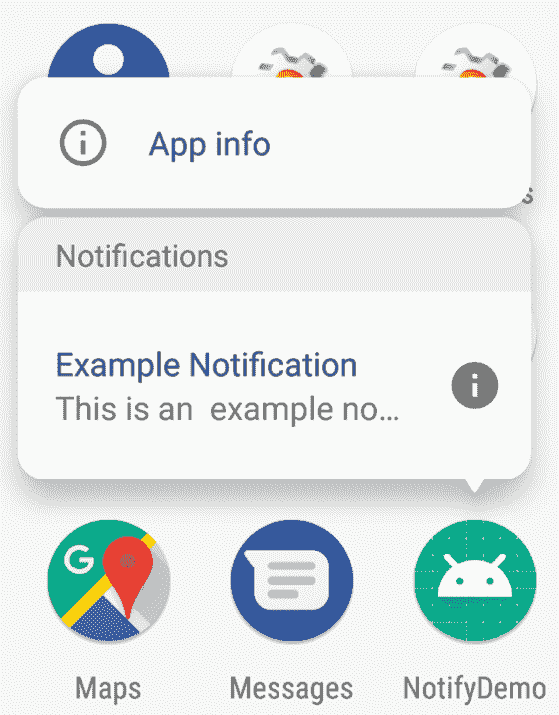 App info
s
Notifications
Example Notification
This is an example no...
G
Maps
Messages
NotifyDemo